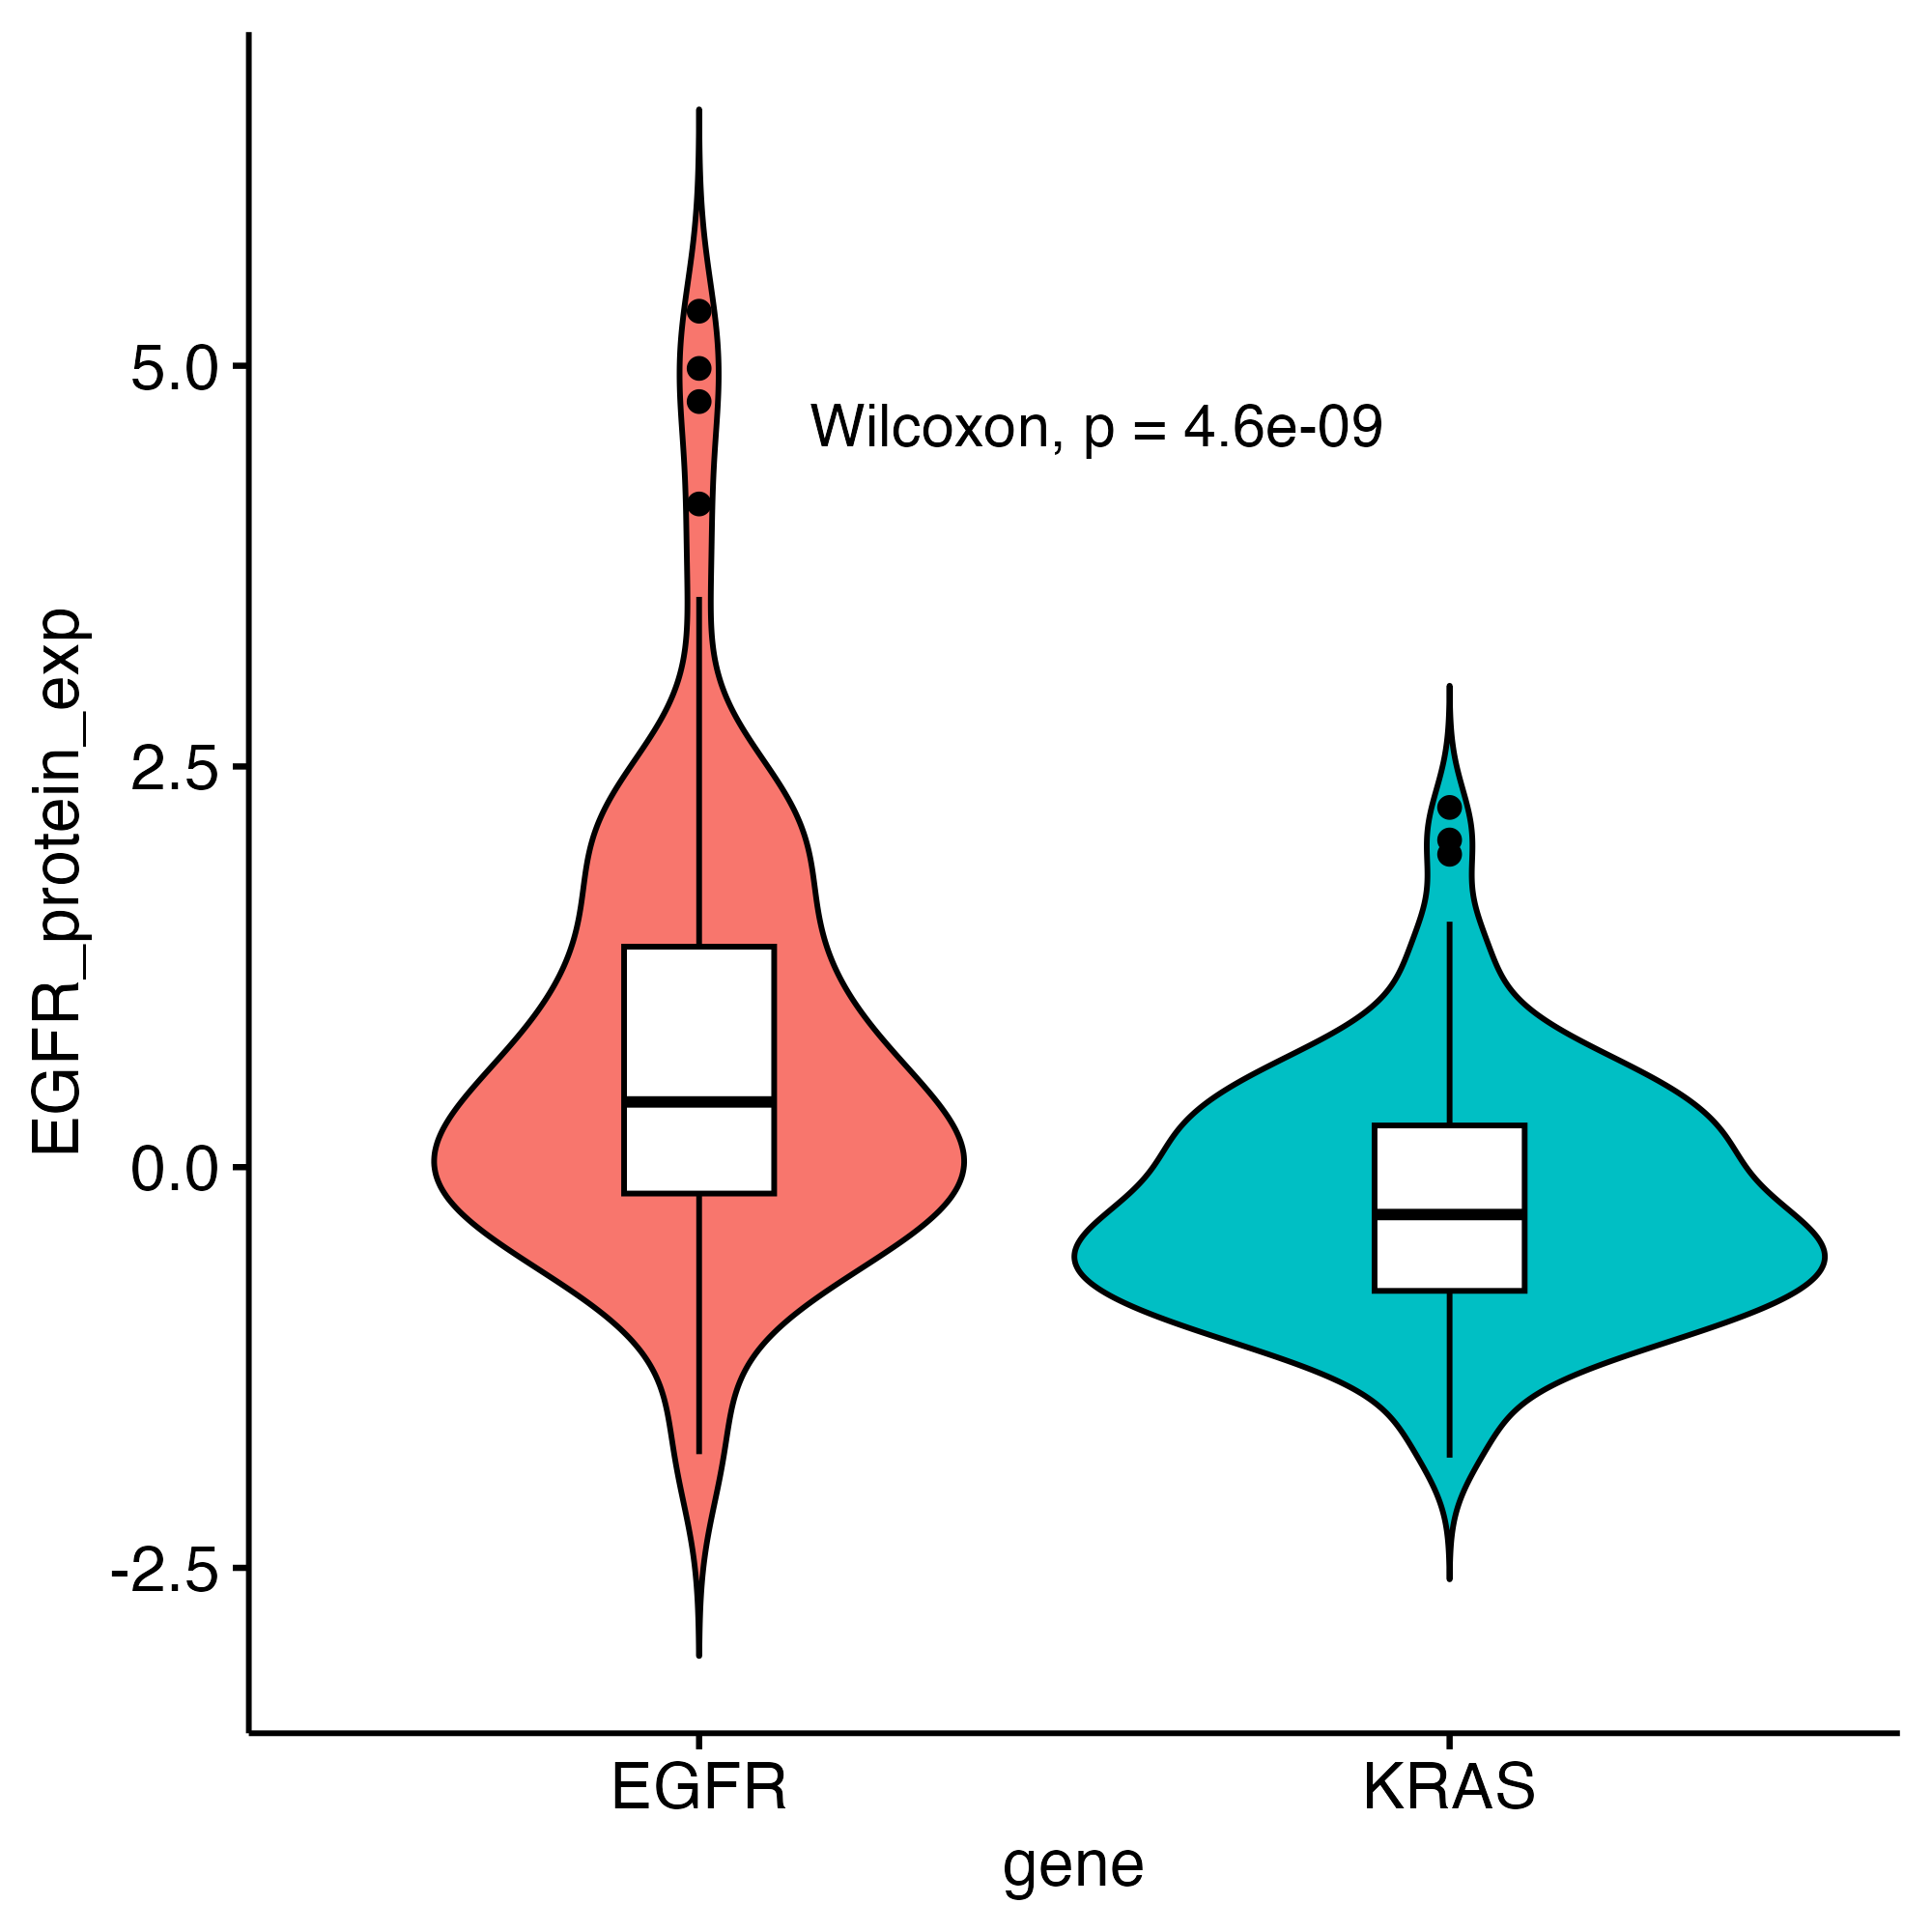 EGFR_protein_exp
5.0
2.5
0.0
-2.5
Wilcoxon, p = 4.6e-09
EGFR
KRAS
gene